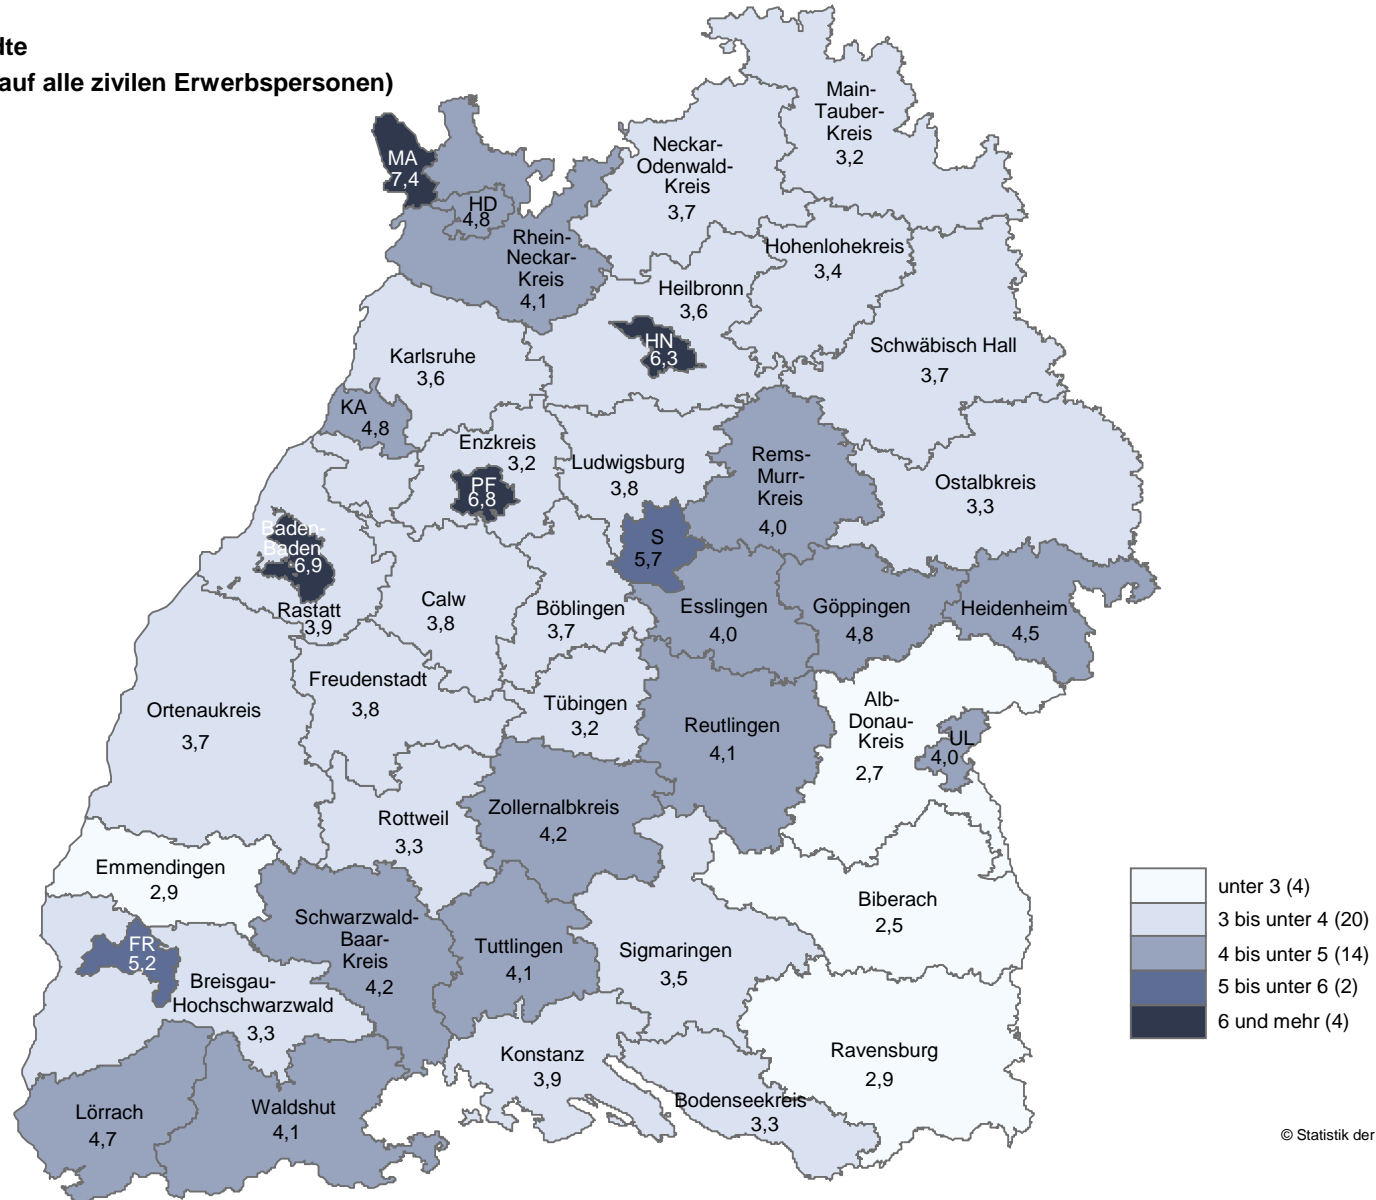 dte
auf alle zivilen Erwerbspersonen)
Main-
Tauber-
Kreis
3,2
Neckar-
Odenwald-
Kreis
3,7
MA
7,4
HD
4,8
Rhein-
Neckar-
Kreis
4,1
Hohenlohekreis
3,4
Heilbronn
3,6
HN
6,3
Schwäbisch Hall
3,7
Karlsruhe
3,6
KA
4,8
Enzkreis
3,2
PF
6,8
Ludwigsburg
3,8
Rems-
Murr-
Kreis
4,0
Ostalbkreis
3,3
Baden-
Baden
6,9
Rastatt
3,9
Calw
3,8
Böblingen
3,7
S
5,7
Esslingen
4,0
Göppingen
4,8
Heidenheim
4,5
Ortenaukreis
3,7
Freudenstadt
3,8
Tübingen
3,2
Reutlingen
4,1
Alb-
Donau-
Kreis
2,7
UL
4,0
Rottweil
3,3
Zollernalbkreis
4,2
Emmendingen
2,9
Biberach
2,5
FR
5,2
Breisgau-
Hochschwarzwald
3,3
Schwarzwald-
Baar-
Kreis
4,2
Tuttlingen
4,1
Sigmaringen
3,5
Konstanz
3,9
Ravensburg
2,9
Bodenseekreis
3,3
Lörrach
4,7
Waldshut
4,1
unter 3 (4)
3 bis unter 4 (20)
4 bis unter 5 (14)
5 bis unter 6 (2)
6 und mehr (4)
© Statistik der